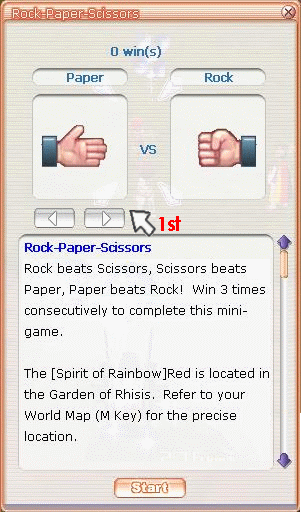 Rock-Paper-Scissors
0 win(s)
Paper
Rock
VS
1st
Rock-Paper-Scissors
Rock beats Scissors, Scissors beats
Paper, Paper beats Rock! Win 3 times
consecutively to complete this mini-
game.
The [Spirit of Rainbow]Red is located in
the Garden of Rhisis. Refer to your
World Map (M Key) for the precise
location.
Start